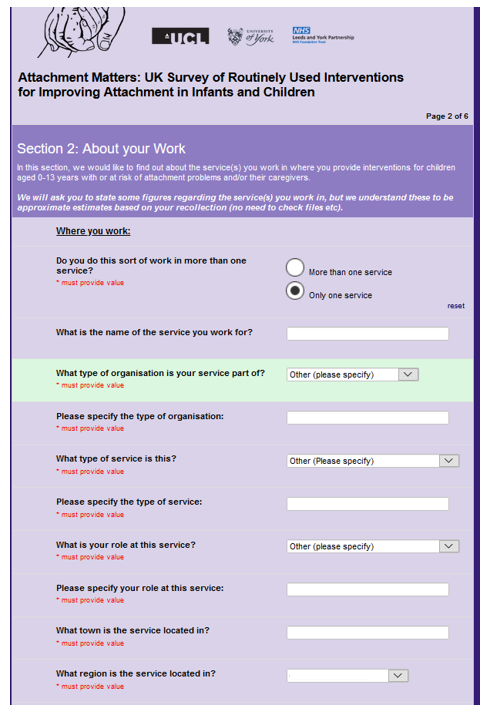 UCL
UNIVERSITY
of York
NHS
Leeds and York Partnership
NHS Foundation Trust
Attachment Matters: UK Survey of Routinely Used Interventions
for Improving Attachment in Infants and Children
Page 2 of 6
Section 2: About your Work
In this section, we would like to find out about the service(s) you work in where you provide interventions for children
aged 0-13 years with or at risk of attachment problems and/or their caregivers.
We will ask you to state some figures regarding the service(s) you work in, but we understand these to be
approximate estimates based on your recollection (no need to check files etc).
Where you work:
Do you do this sort of work in more than one
service?
* must provide value
More than one service
Only one service
reset
What is the name of the service you work for?
What type of organisation is your service part of?
* must provide value
Other (please specify)
Please specify the type of organisation:
* must provide value
What type of service is this?
* must provide value
Other (Please specify)
Please specify the type of service:
* must provide value
What is your role at this service?
* must provide value
Other (please specify)
Please specify your role at this service:
* must provide value
What town is the service located in?
* must provide value
What region is the service located in?
* must provide value